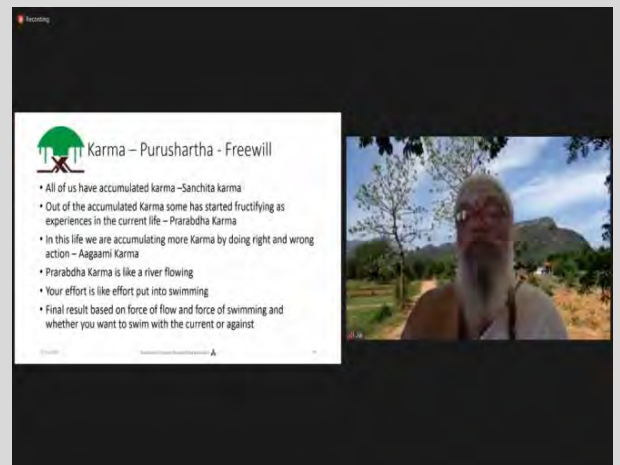 Recording
Karma – Purushartha - Freewill
• All of us have accumulated karma –Sanchita karma
• Out of the accumulated Karma some has started fructifying as
experiences in the current life – Prarabdha Karma
• In this life we are accumulating more Karma by doing right and wrong
action – Aagaami Karma
• Prarabdha Karma is like a river flowing
• Your effort is like effort put into swimming
• Final result based on force of flow and force of swimming and
whether you want to swim with the current or against